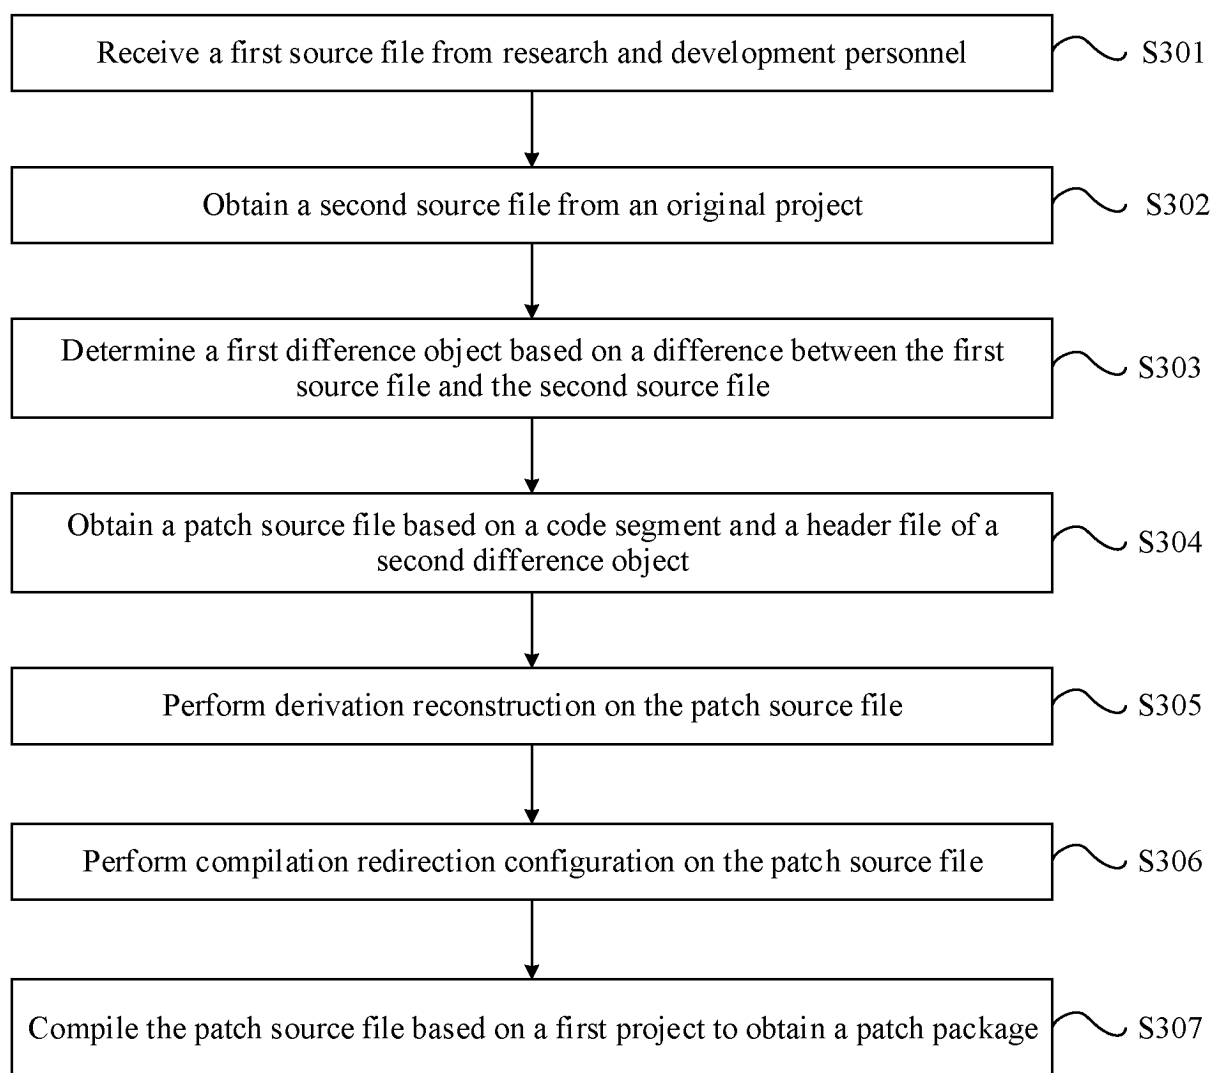 Receive a first source file from research and development personnel
S301
Obtain a second source file from an original project
S302
Determine a first difference object based on a difference between the first
source file and the second source file
S303
Obtain a patch source file based on a code segment and a header file of a
second difference object
S304
Perform derivation reconstruction on the patch source file
S305
Perform compilation redirection configuration on the patch source file
S306
Compile the patch source file based on a first project to obtain a patch package
S307